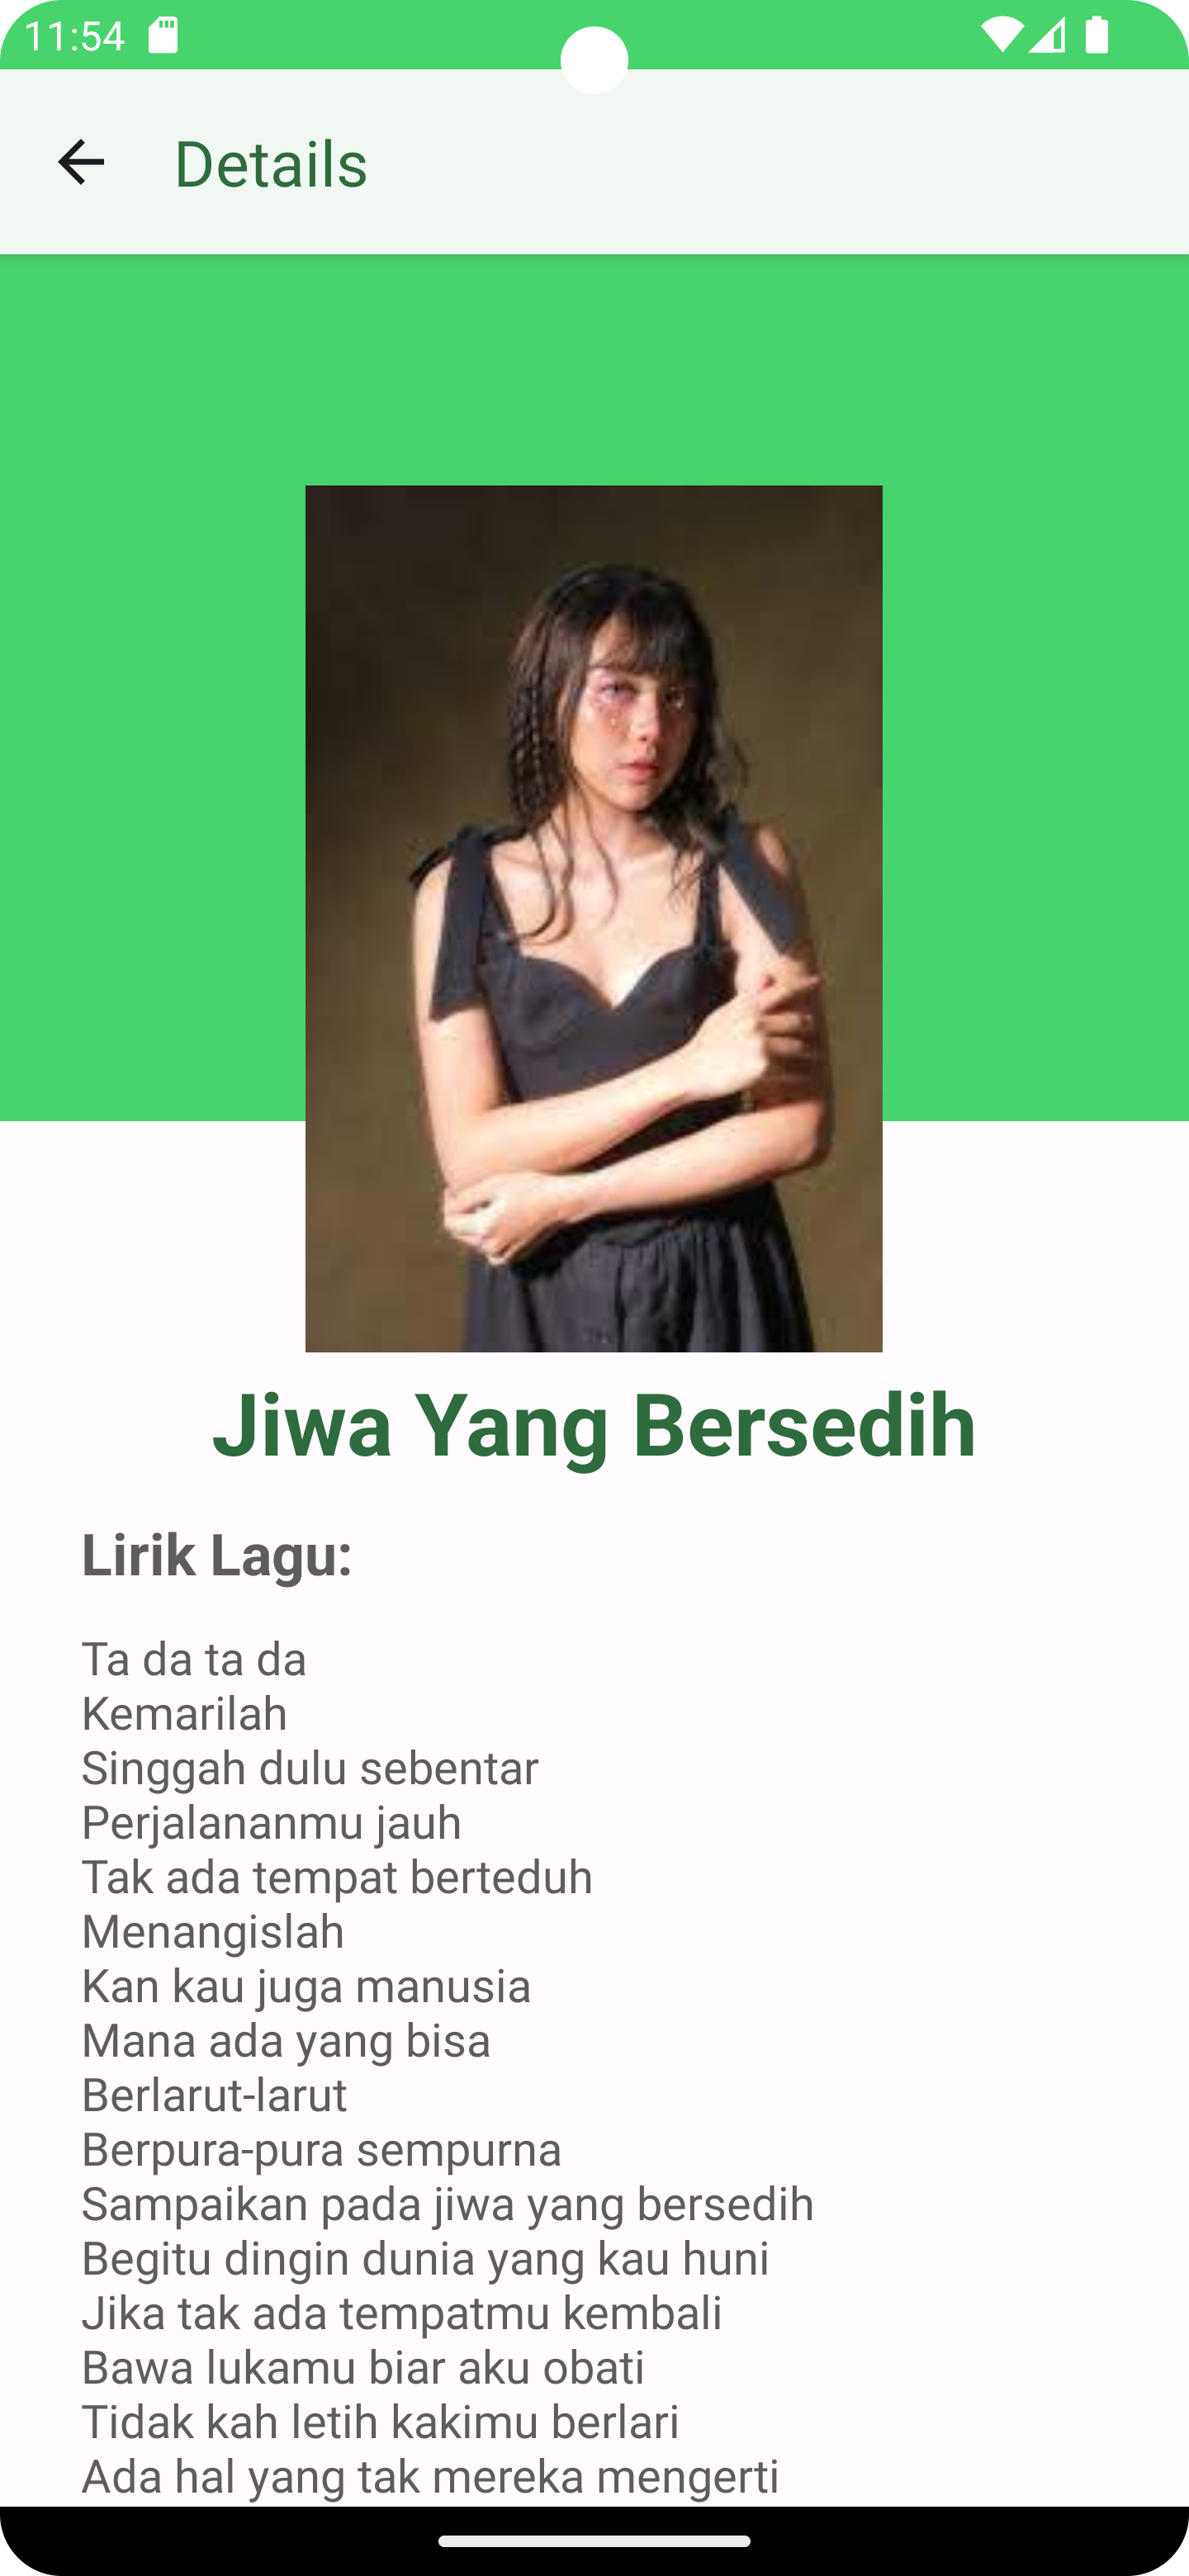 11:54
Details
Jiwa Yang Bersedih
Lirik Lagu:
Ta da ta da
Kemarilah
Singgah dulu sebentar
Perjalananmu jauh
Tak ada tempat berteduh
Menangislah
Kan kau juga manusia
Mana ada yang bisa
Berlarut-larut
Berpura-pura sempurna
Sampaikan pada jiwa yang bersedih
Begitu dingin dunia yang kau huni
Jika tak ada tempatmu kembali
Bawa lukamu biar aku obati
Tidak kah letih kakimu berlari
Ada hal yang tak mereka mengerti